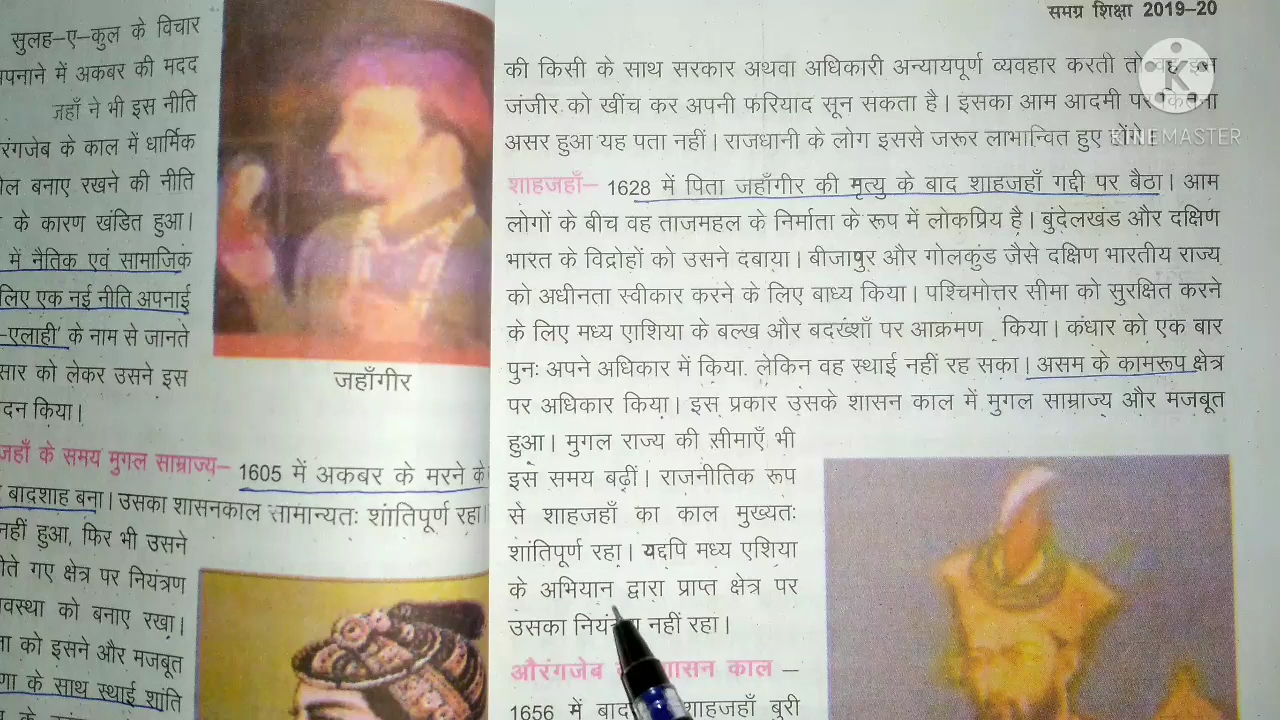 सुलह–ए–कुल के विचार
पनाने में अकबर की मदद
जहाँ ने भी इस नीति
रंगजेब के काल में धार्मिक
ल बनाए रखने की नीति
के कारण खंडित हुआ।
में नैतिक एवं सामाजिक
लिए एक नई नीति अपनाई
–एलाही' के नाम से जानते
सार को लेकर उसने इस
दन किया।
जहाँगीर
जहाँ के समय मुगल साम्राज्य– 1605 में अकबर के मरने के
बादशाह बना। उसका शासनकाल सामान्यतः शांतिपूर्ण रहा।
नहीं हुआ, फिर भी उसने
ते गए क्षेत्र पर नियंत्रण
वस्था को बनाए रखा।
को इसने और मजबूत
के साथ स्थाई शांति
समग्र शिक्षा 2019–20
की किसी के साथ सरकार अथवा अधिकारी अन्यायपूर्ण व्यवहार करती तो वह इस
जंजीर को खींच कर अपनी फरियाद सून सकता है। इसका आम आदमी पर कितना
असर हुआ यह पता नहीं। राजधानी के लोग इससे जरूर लाभान्वित हुए होंगे।
KINEMASTER
शाहजहाँ– 1628 में पिता जहाँगीर की मृत्यु के बाद शाहजहाँ गद्दी पर बैठा। आम
लोगों के बीच वह ताजमहल के निर्माता के रूप में लोकप्रिय है। बुंदेलखंड और दक्षिण
भारत के विद्रोहों को उसने दबाया। बीजापुर और गोलकुंड जैसे दक्षिण भारतीय राज्य
को अधीनता स्वीकार करने के लिए बाध्य किया। पश्चिमोत्तर सीमा को सुरक्षित करने
के लिए मध्य एाशिया के बल्ख और बदख्शाँ पर आक्रमण किया। कंधार को एक बार
पुनः अपने अधिकार में किया. लेकिन वह स्थाई नहीं रह सका। असम के कामरूप क्षेत्र
पर अधिकार किया। इस प्रकार उसके शासन काल में मुगल साम्राज्य और मजबूत
हुआ। मुगल राज्य की सीमाएँ भी
इसे समय बढ़ीं। राजनीतिक रूप
से शाहजहाँ का काल मुख्यतः
शांतिपूर्ण रहा। यद्दपि मध्य एशिया
के अभियान द्वारा प्राप्त क्षेत्र पर
उसका नहीं रहा।
औरंगजेब काल –
1656 में शाहजहाँ बुरी